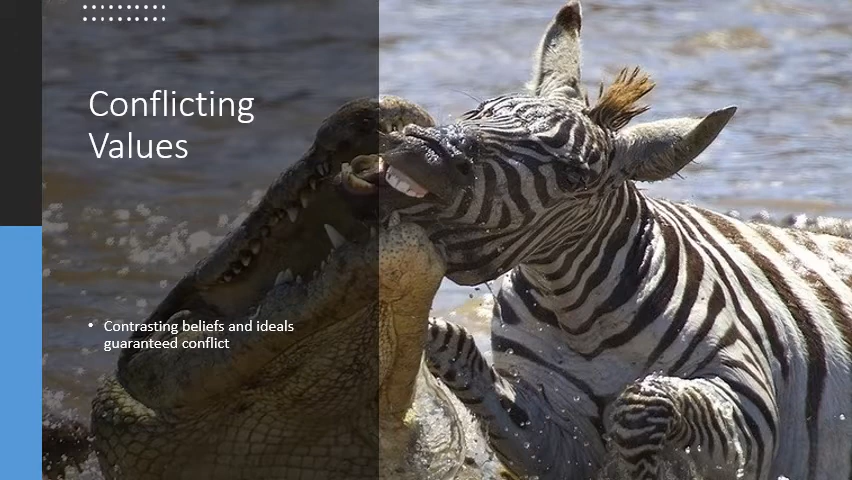 Conflicting
Values
• Contrasting beliefs and ideals
guaranteed conflict